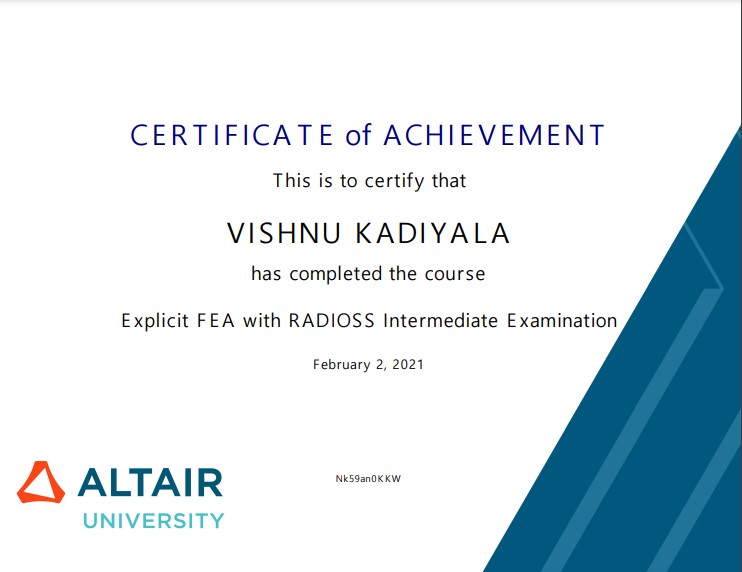 CERTIFICATE of ACHIEVEMENT
This is to certify that
VISHNU KADIYALA
has completed the course
Explicit FEA with RADIOSS Intermediate Examination
February 2, 2021
Nk59an0KKW
ALTAIR
UNIVERSITY